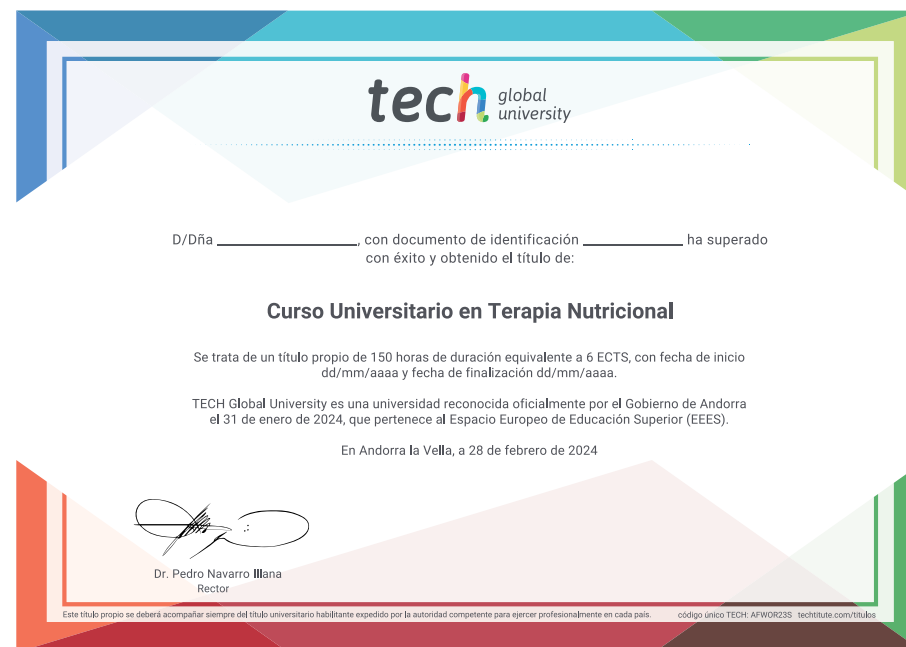 tech global university
D/Dña ____________________, con documento de identificación ______________ ha superado
con éxito y obtenido el título de:
Curso Universitario en Terapia Nutricional
Se trata de un título propio de 150 horas de duración equivalente a 6 ECTS, con fecha de inicio
dd/mm/aaaa y fecha de finalización dd/mm/aaaa.
TECH Global University es una universidad reconocida oficialmente por el Gobierno de Andorra
el 31 de enero de 2024, que pertenece al Espacio Europeo de Educación Superior (EEES).
En Andorra la Vella, a 28 de febrero de 2024
Dr. Pedro Navarro Illana
Rector
Este título propio se deberá acompañar siempre del título universitario habilitante expedido por la autoridad competente para ejercer profesionalmente en cada país. código único TECH: AFWOR23S techtitute.com/titulos